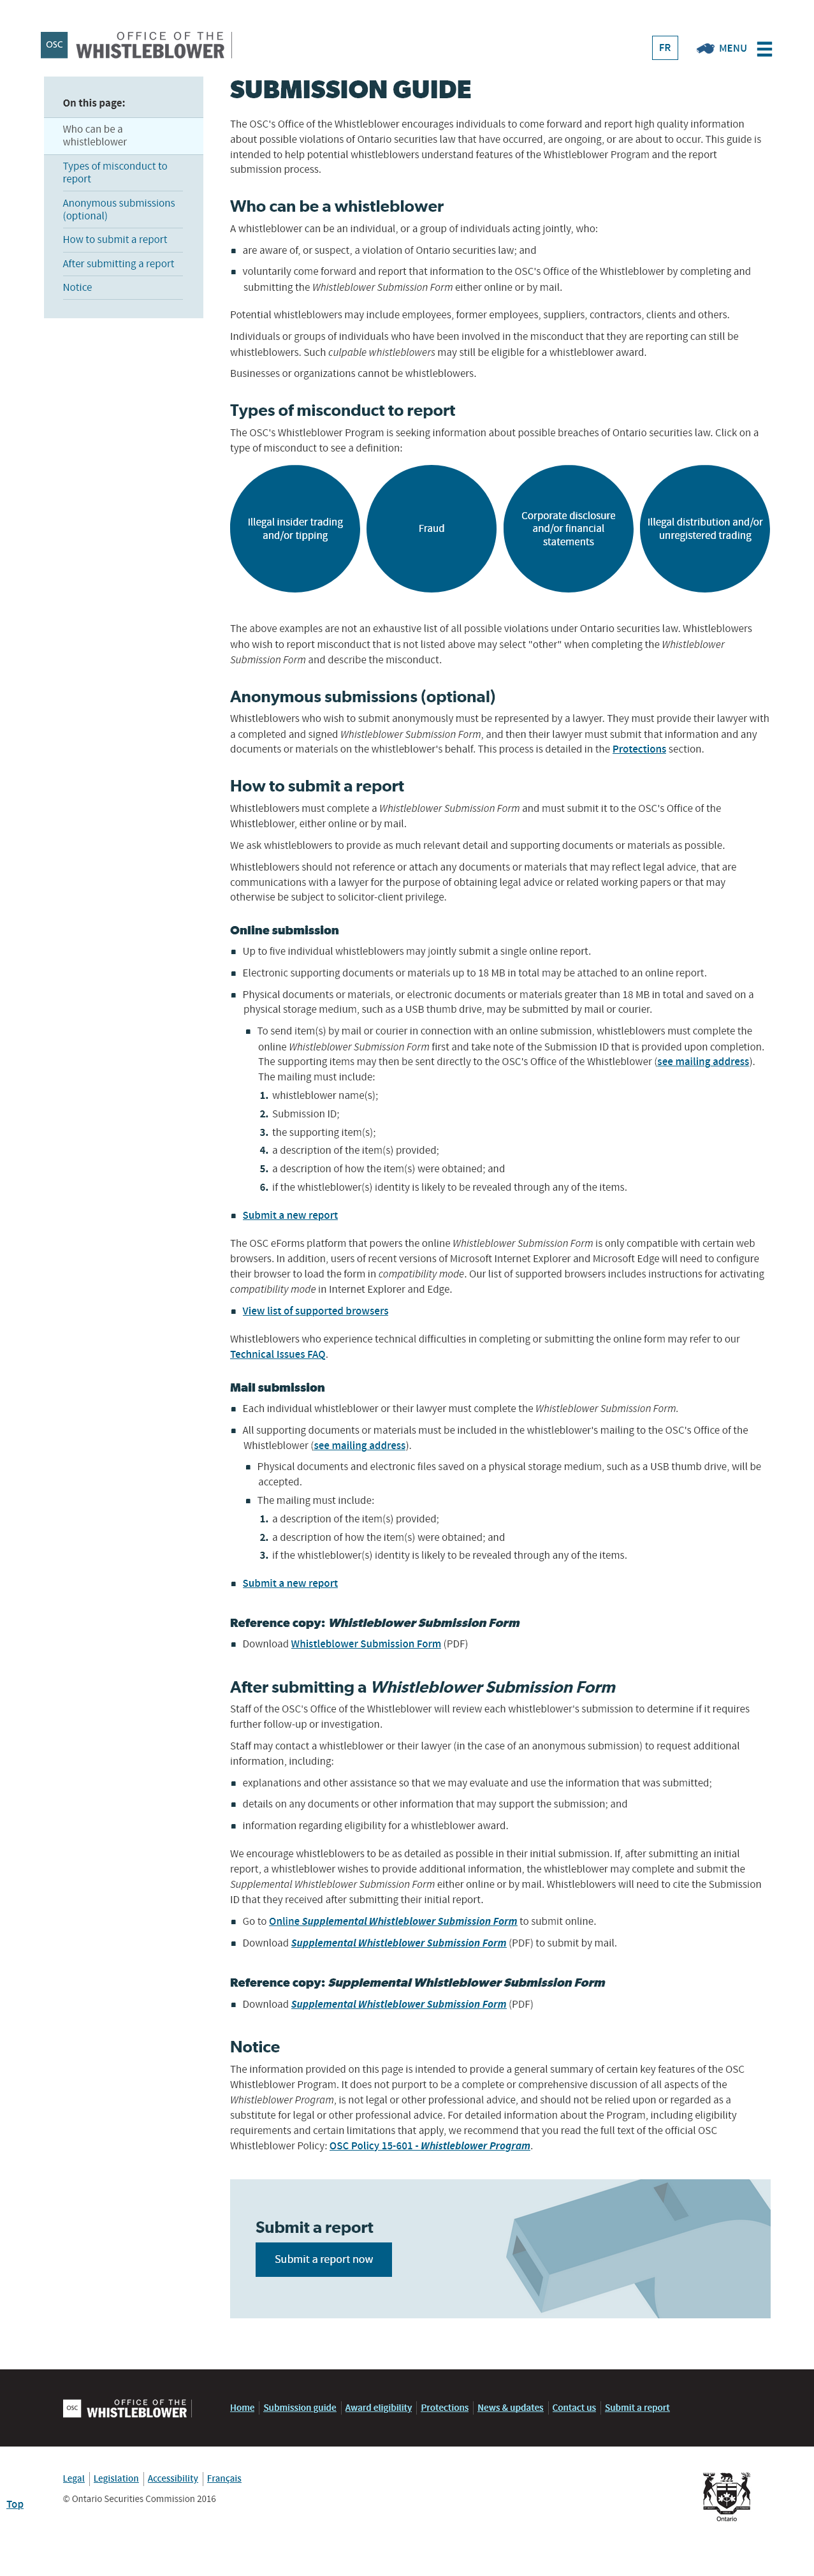 OSC
OFFICE OF THE
WHISTLEBLOWER
FR
MENU
On this page:
Who can be a
whistleblower
Types of misconduct to
report
Anonymous submissions
(optional)
How to submit a report
After submitting a report
Notice
SUBMISSION GUIDE
The OSC's Office of the Whistleblower encourages individuals to come forward and report high quality information
about possible violations of Ontario securities law that have occurred, are ongoing, or are about to occur. This guide is
intended to help potential whistleblowers understand features of the Whistleblower Program and the report
submission process.
Who can be a whistleblower
A whistleblower can be an individual, or a group of individuals acting jointly, who:
are aware of, or suspect, a violation of Ontario securities law; and
voluntarily come forward and report that information to the OSC's Office of the Whistleblower by completing and
submitting the Whistleblower Submission Form either online or by mail.
Potential whistleblowers may include employees, former employees, suppliers, contractors, clients and others.
Individuals or groups of individuals who have been involved in the misconduct that they are reporting can still be
whistleblowers. Such culpable whistleblowers may still be eligible for a whistleblower award.
Businesses or organizations cannot be whistleblowers.
Types of misconduct to report
The OSC's Whistleblower Program is seeking information about possible breaches of Ontario securities law. Click on a
type of misconduct to see a definition:
Illegal insider trading
and/or tipping
Fraud
Corporate disclosure
and/or financial
statements
Illegal distribution and/or
unregistered trading
The above examples are not an exhaustive list of all possible violations under Ontario securities law. Whistleblowers
who wish to report misconduct that is not listed above may select "other" when completing the Whistleblower
Submission Form and describe the misconduct.
Anonymous submissions (optional)
Whistleblowers who wish to submit anonymously must be represented by a lawyer. They must provide their lawyer with
a completed and signed Whistleblower Submission Form, and then their lawyer must submit that information and any
documents or materials on the whistleblower's behalf. This process is detailed in the Protections section.
How to submit a report
Whistleblowers must complete a Whistleblower Submission Form and must submit it to the OSC's Office of the
Whistleblower, either online or by mail.
We ask whistleblowers to provide as much relevant detail and supporting documents or materials as possible.
Whistleblowers should not reference or attach any documents or materials that may reflect legal advice, that are
communications with a lawyer for the purpose of obtaining legal advice or related working papers or that may
otherwise be subject to solicitor-client privilege.
Online submission
Up to five individual whistleblowers may jointly submit a single online report.
Electronic supporting documents or materials up to 18 MB in total may be attached to an online report.
Physical documents or materials, or electronic documents or materials greater than 18 MB in total and saved on a
physical storage medium, such as a USB thumb drive, may be submitted by mail or courier.
To send item(s) by mail or courier in connection with an online submission, whistleblowers must complete the
online Whistleblower Submission Form first and take note of the Submission ID that is provided upon completion.
The supporting items may then be sent directly to the OSC's Office of the Whistleblower (see mailing address).
The mailing must include:
1. whistleblower name(s);
2. Submission ID;
3. the supporting item(s);
4. a description of the item(s) provided;
5. a description of how the item(s) were obtained; and
6. if the whistleblower(s) identity is likely to be revealed through any of the items.
Submit a new report
The OSC eForms platform that powers the online Whistleblower Submission Form is only compatible with certain web
browsers. In addition, users of recent versions of Microsoft Internet Explorer and Microsoft Edge will need to configure
their browser to load the form in compatibility mode. Our list of supported browsers includes instructions for activating
compatibility mode in Internet Explorer and Edge.
View list of supported browsers
Whistleblowers who experience technical difficulties in completing or submitting the online form may refer to our
Technical Issues FAQ.
Mail submission
Each individual whistleblower or their lawyer must complete the Whistleblower Submission Form.
All supporting documents or materials must be included in the whistleblower's mailing to the OSC's Office of the
Whistleblower (see mailing address).
Physical documents and electronic files saved on a physical storage medium, such as a USB thumb drive, will be
accepted.
The mailing must include:
1. a description of the item(s) provided;
2. a description of how the item(s) were obtained; and
3. if the whistleblower(s) identity is likely to be revealed through any of the items.
Submit a new report
Reference copy: Whistleblower Submission Form
Download Whistleblower Submission Form (PDF)
After submitting a Whistleblower Submission Form
Staff of the OSC's Office of the Whistleblower will review each whistleblower's submission to determine if it requires
further follow-up or investigation.
Staff may contact a whistleblower or their lawyer (in the case of an anonymous submission) to request additional
information, including:
explanations and other assistance so that we may evaluate and use the information that was submitted;
details on any documents or other information that may support the submission; and
information regarding eligibility for a whistleblower award.
We encourage whistleblowers to be as detailed as possible in their initial submission. If, after submitting an initial
report, a whistleblower wishes to provide additional information, the whistleblower may complete and submit the
Supplemental Whistleblower Submission Form either online or by mail. Whistleblowers will need to cite the Submission
ID that they received after submitting their initial report.
Go to Online Supplemental Whistleblower Submission Form to submit online.
Download Supplemental Whistleblower Submission Form (PDF) to submit by mail.
Reference copy: Supplemental Whistleblower Submission Form
Download Supplemental Whistleblower Submission Form (PDF)
Notice
The information provided on this page is intended to provide a general summary of certain key features of the OSC
Whistleblower Program. It does not purport to be a complete or comprehensive discussion of all aspects of the
Whistleblower Program, is not legal or other professional advice, and should not be relied upon or regarded as a
substitute for legal or other professional advice. For detailed information about the Program, including eligibility
requirements and certain limitations that apply, we recommend that you read the full text of the official OSC
Whistleblower Policy: OSC Policy 15-601 - Whistleblower Program.
Submit a report
Submit a report now
OSC
OFFICE OF THE
WHISTLEBLOWER
Home | Submission guide | Award eligibility | Protections | News & updates | Contact us | Submit a report
Legal | Legislation | Accessibility | Français
© Ontario Securities Commission 2016
Ontario
Top